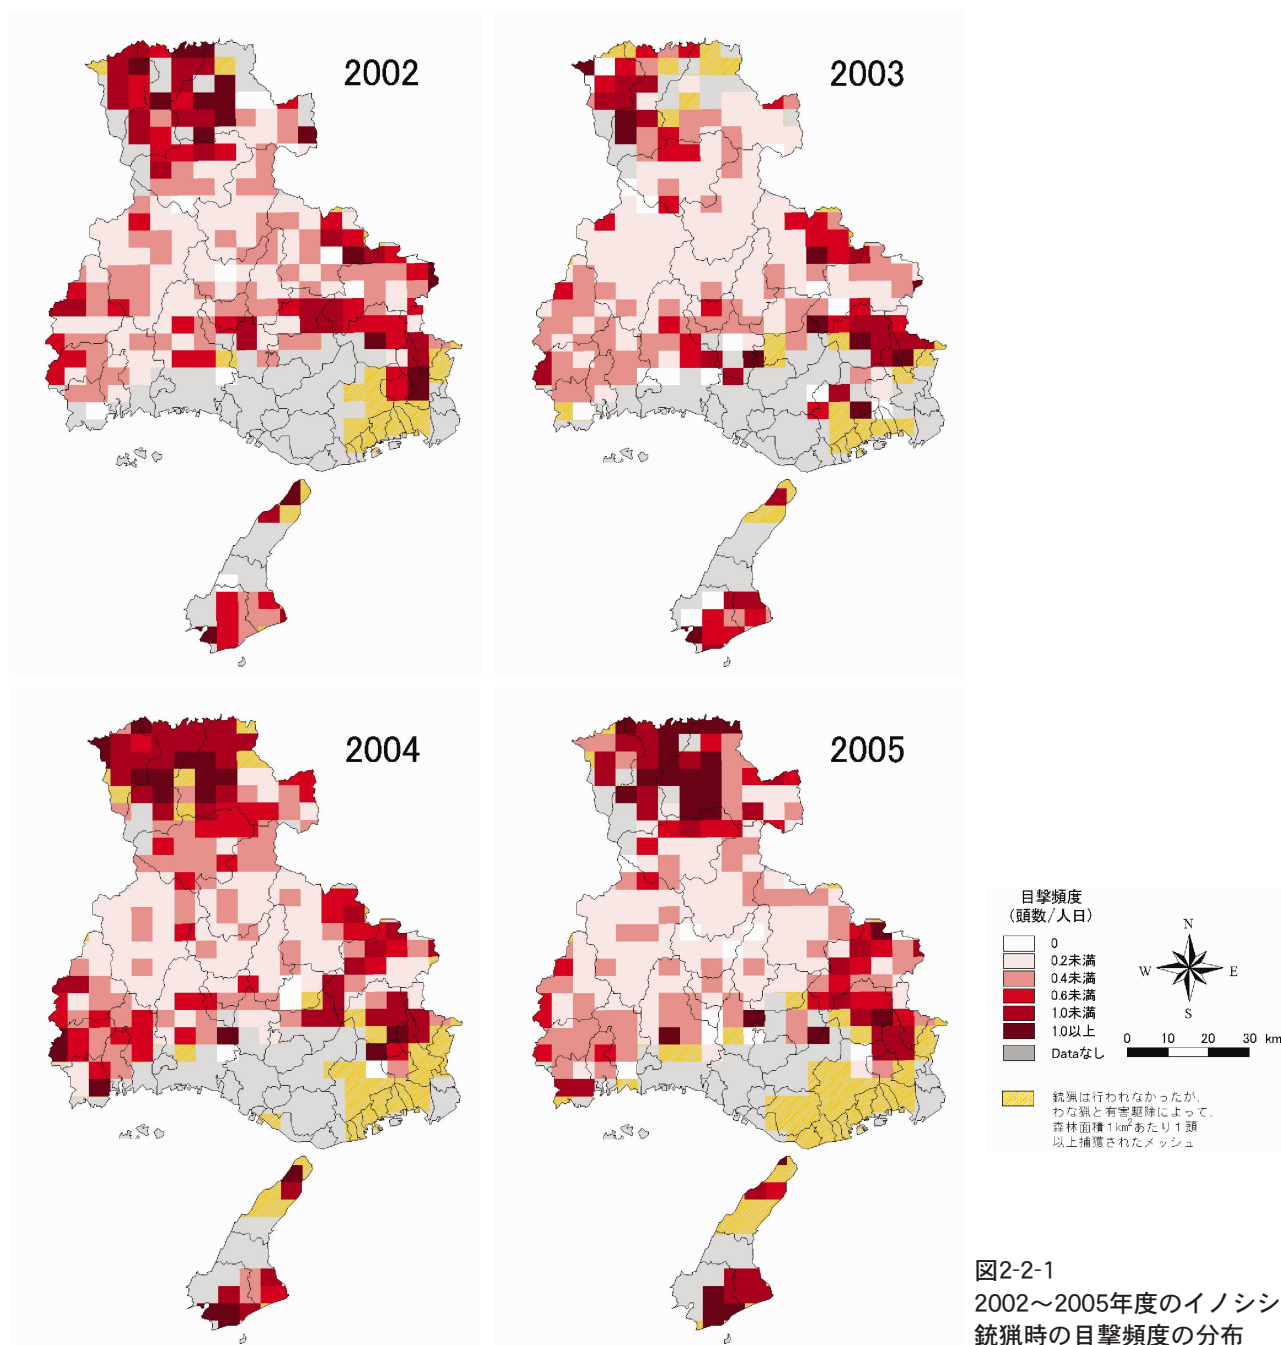 2002
2003
2004
2005
目撃頻度
(頭数/人日)
0
0.2未満
0.4未満
0.6未満
1.0未満
1.0以上
Dataなし
銃猟は行われなかったが、
わな猟と有害駆除によって、
森林面積1km²あたり1頭
以上捕獲されたメッシュ
N
W E
S
0 10 20 30 km
図2-2-1
2002～2005年度のイノシシ
銃猟時の目撃頻度の分布